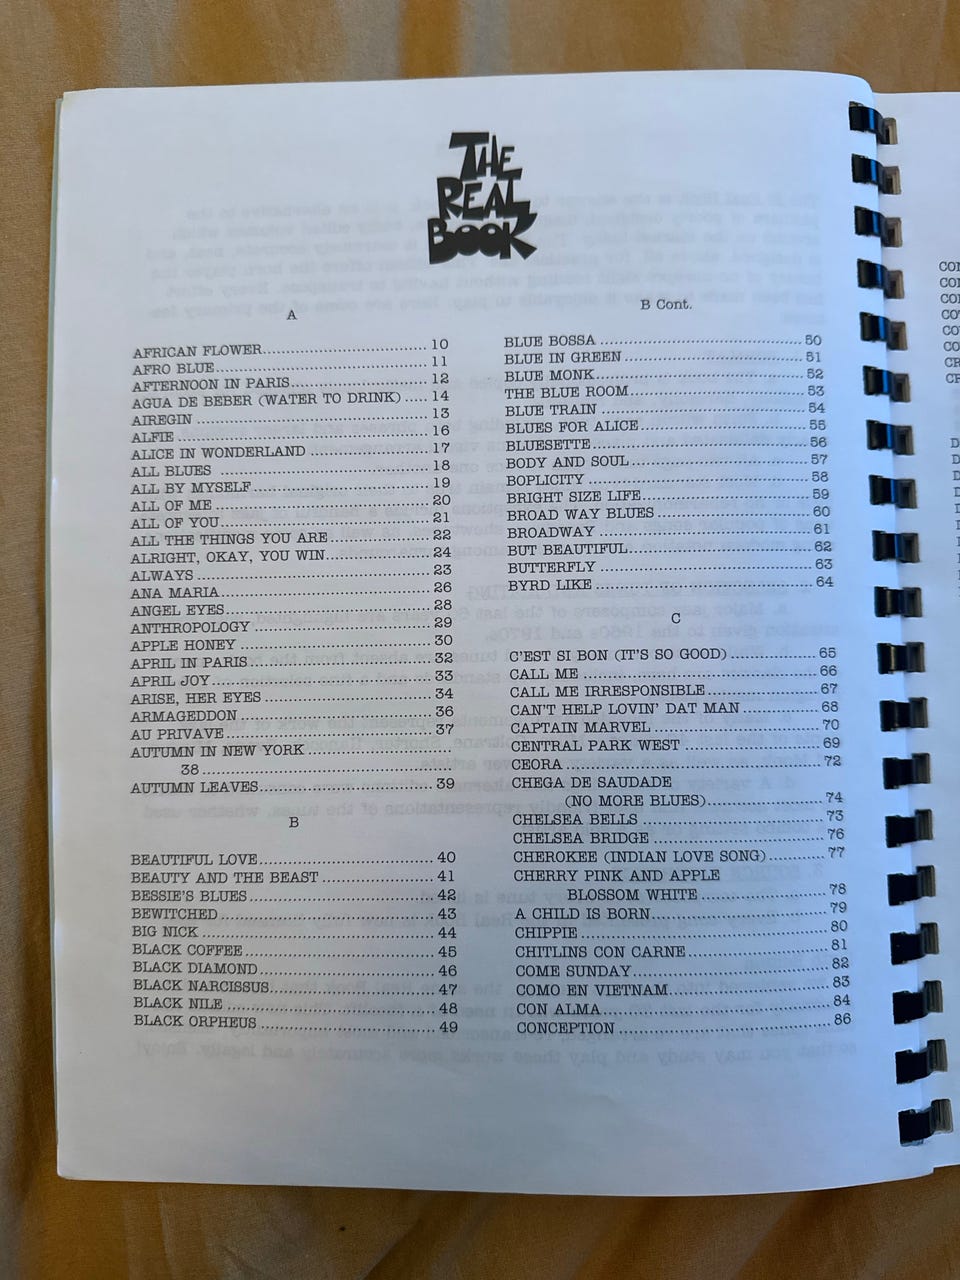 THE
REAL
BOOK
A
AFRICAN FLOWER 10
AFRO BLUE 11
AFTERNOON IN PARIS 12
AGUA DE BEBER (WATER TO DRINK) 14
AIREGIN 13
ALFIE 16
ALICE IN WONDERLAND 17
ALL BLUES 18
ALL BY MYSELF 19
ALL OF ME 20
ALL OF YOU 21
ALL THE THINGS YOU ARE 22
ALRIGHT, OKAY, YOU WIN 24
ALWAYS 23
ANA MARIA 26
ANGEL EYES 28
ANTHROPOLOGY 29
APPLE HONEY 30
APRIL IN PARIS 32
APRIL JOY 33
ARISE, HER EYES 34
ARMAGEDDON 36
AU PRIVAVE 37
AUTUMN IN NEW YORK
38
AUTUMN LEAVES 39
B
BEAUTIFUL LOVE 40
BEAUTY AND THE BEAST 41
BESSIE'S BLUES 42
BEWITCHED 43
BIG NICK 44
BLACK COFFEE 45
BLACK DIAMOND 46
BLACK NARCISSUS 47
BLACK NILE 48
BLACK ORPHEUS 49
B Cont.
BLUE BOSSA 50
BLUE IN GREEN 51
BLUE MONK 52
THE BLUE ROOM 53
BLUE TRAIN 54
BLUES FOR ALICE 55
BLUESETTE 56
BODY AND SOUL 57
BOPLICITY 58
BRIGHT SIZE LIFE 59
BROAD WAY BLUES 60
BROADWAY 61
BUT BEAUTIFUL 62
BUTTERFLY 63
BYRD LIKE 64
C
C'EST SI BON (IT'S SO GOOD) 65
CALL ME 66
CALL ME IRRESPONSIBLE 67
CAN'T HELP LOVIN' DAT MAN 68
CAPTAIN MARVEL 70
CENTRAL PARK WEST 69
CEORA 72
CHEGA DE SAUDADE
(NO MORE BLUES) 74
CHELSEA BELLS 73
CHELSEA BRIDGE 76
CHEROKEE (INDIAN LOVE SONG) 77
CHERRY PINK AND APPLE
BLOSSOM WHITE 78
A CHILD IS BORN 79
CHIPPIE 80
CHITLINS CON CARNE 81
COME SUNDAY 82
COMO EN VIETNAM 83
CON ALMA 84
CONCEPTION 86